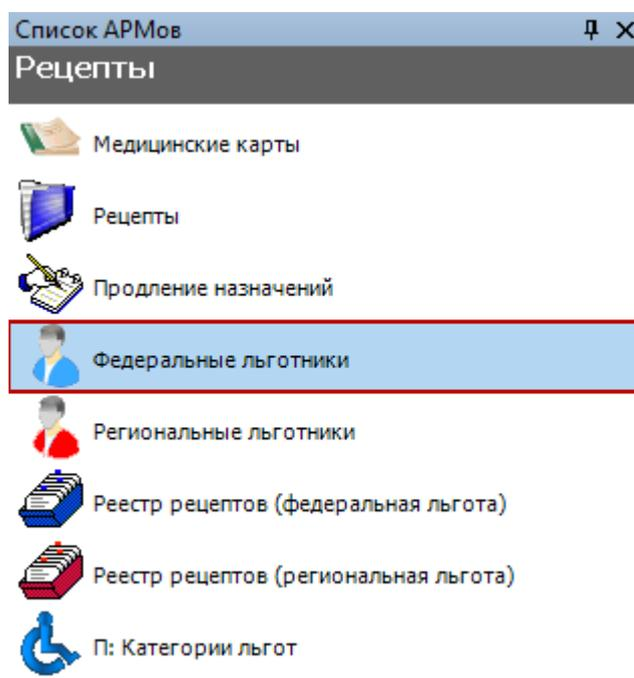 Список АРМов
Рецепты
Медицинские карты
Рецепты
Продление назначений
Федеральные льготники
Региональные льготники
Реестр рецептов (федеральная льгота)
Реестр рецептов (региональная льгота)
П: Категории льгот